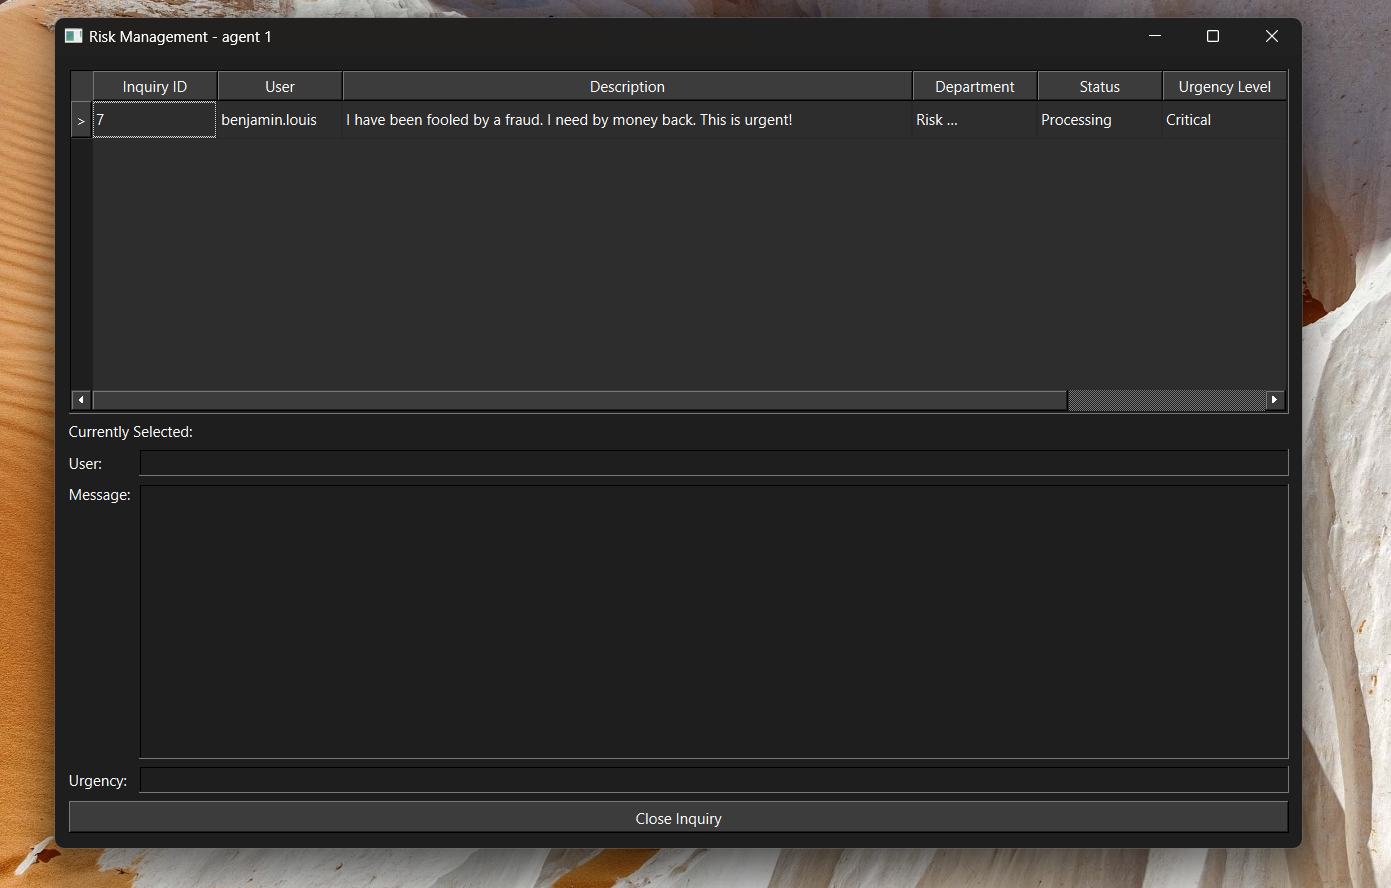 Risk Management - agent 1
Inquiry ID User Description Department Status Urgency Level
> 7 benjamin.louis I have been fooled by a fraud. I need by money back. This is urgent! Risk ... Processing Critical
Currently Selected:
User:
Message:
Urgency:
Close Inquiry